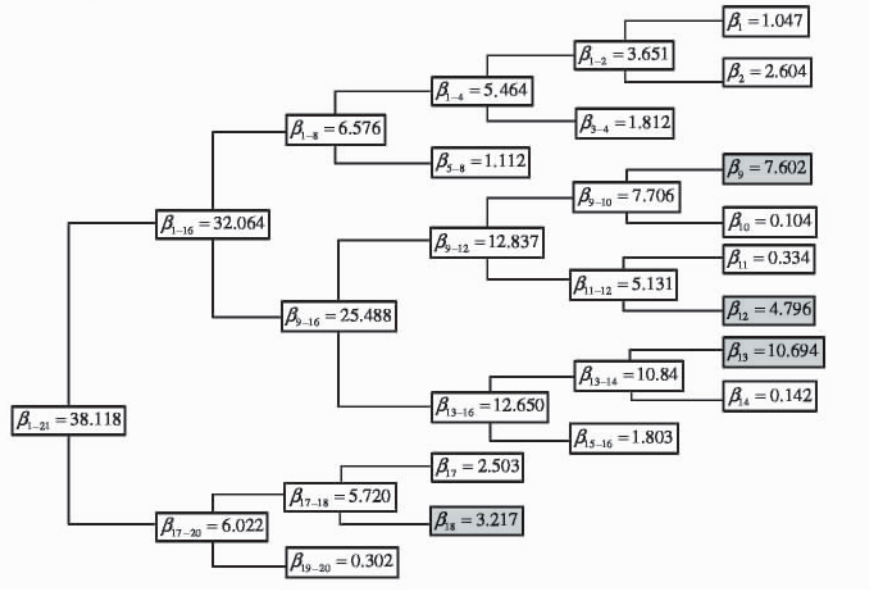 β₁ = 1.047
β₁₋₂ = 3.651
β₂ = 2.604
β₁₋₄ = 5.464
β₃₋₄ = 1.812
β₁₋₈ = 6.576
β₅₋₈ = 1.112
β₉ = 7.602
β₉₋₁₀ = 7.706
β₁₀ = 0.104
β₁₋₁₆ = 32.064
β₉₋₁₂ = 12.837
β₁₁ = 0.334
β₁₁₋₁₂ = 5.131
β₁₂ = 4.796
β₉₋₁₆ = 25.488
β₁₃ = 10.694
β₁₃₋₁₄ = 10.84
β₁₄ = 0.142
β₁₃₋₁₆ = 12.650
β₁₅₋₁₆ = 1.803
β₁₋₂₁ = 38.118
β₁₇ = 2.503
β₁₇₋₁₈ = 5.720
β₁₈ = 3.217
β₁₇₋₂₀ = 6.022
β₁₉₋₂₀ = 0.302